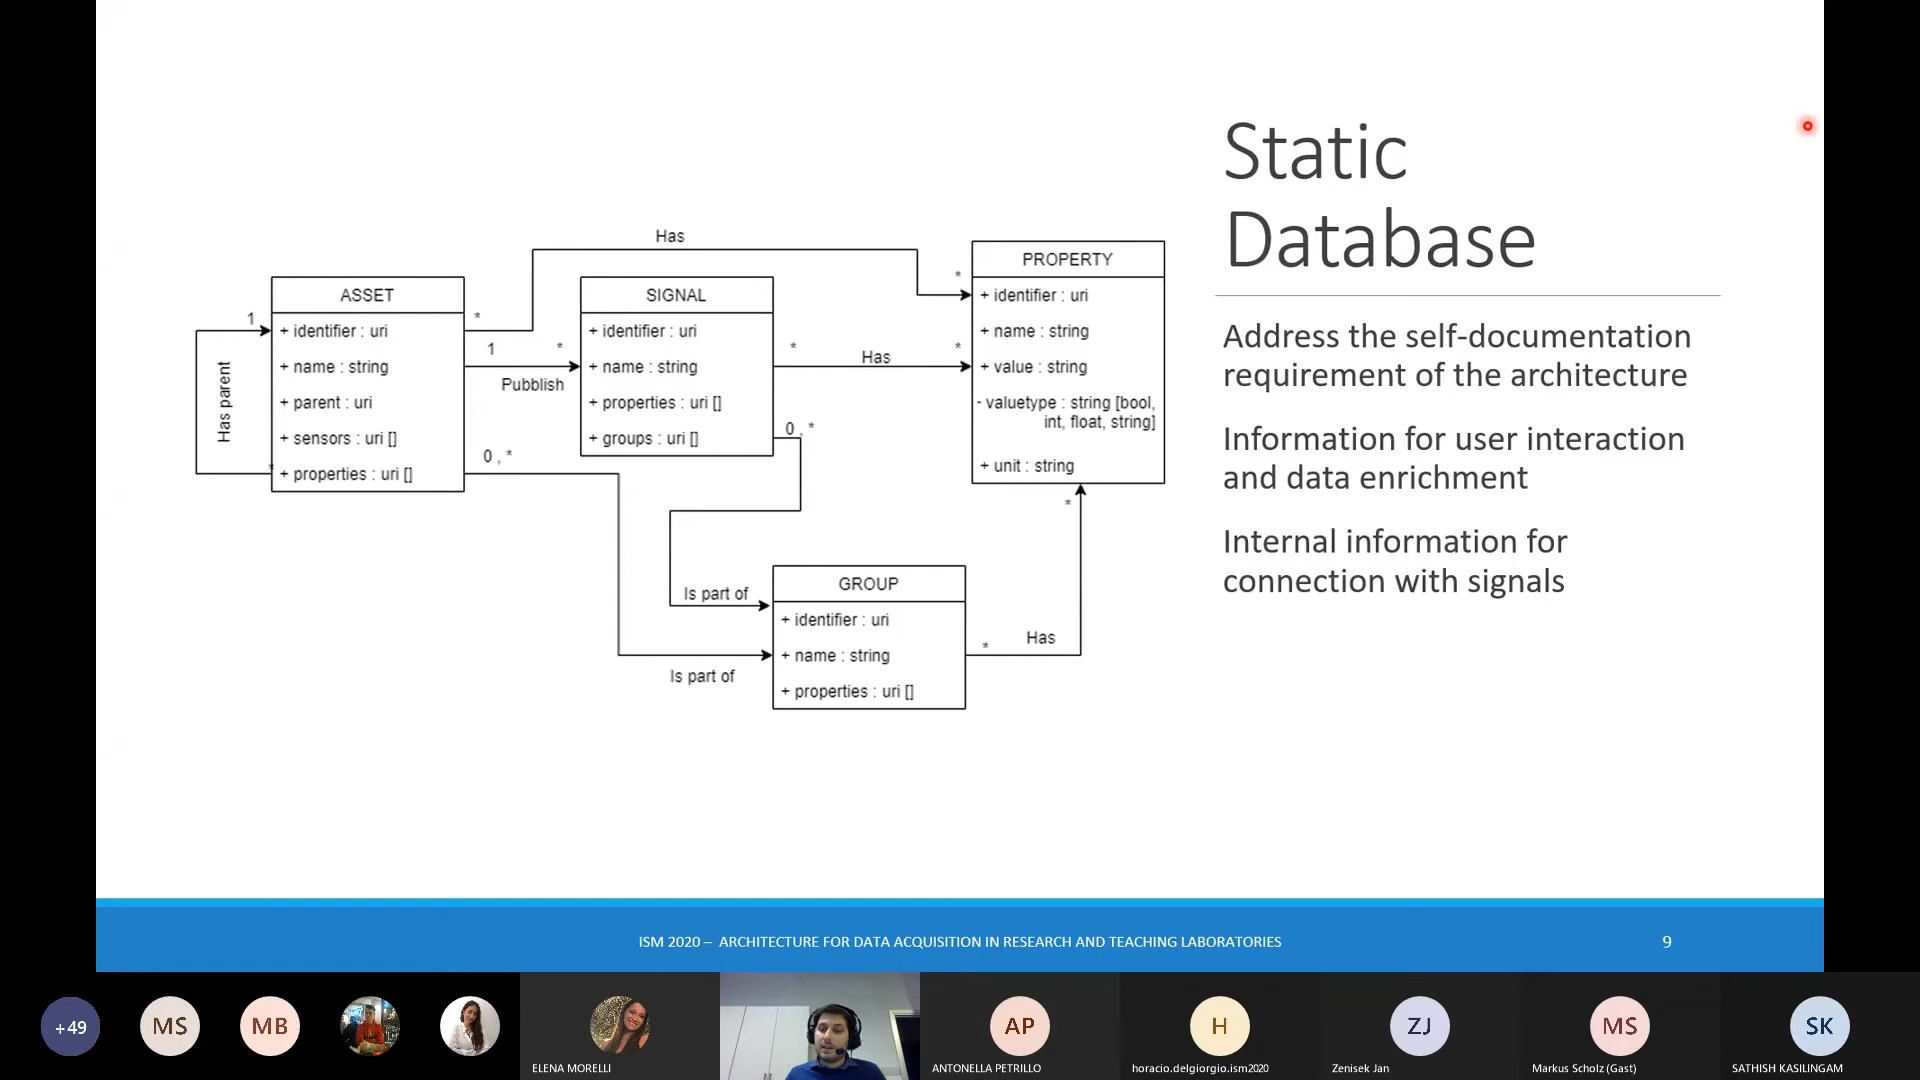 Static
Database
Address the self-documentation
requirement of the architecture
Information for user interaction
and data enrichment
Internal information for
connection with signals
Has
ASSET
+ identifier : uri
+ name : string
+ parent : uri
+ sensors : uri []
+ properties : uri []
1
Has parent
*
*
1
*
Pubblish
0 , *
SIGNAL
+ identifier : uri
+ name : string
+ properties : uri []
+ groups : uri []
*
Has
*
*
0 , *
PROPERTY
+ identifier : uri
+ name : string
+ value : string
- valuetype : string [bool,
int, float, string]
+ unit : string
*
Is part of
Is part of
GROUP
+ identifier : uri
+ name : string
+ properties : uri []
*
Has
ISM 2020 – ARCHITECTURE FOR DATA ACQUISITION IN RESEARCH AND TEACHING LABORATORIES
9
+49
MS
MB
ELENA MORELLI
AP
ANTONELLA PETRILLO
H
horacio.delgiorgio.ism2020
ZJ
Zenisek Jan
MS
Markus Scholz (Gast)
SK
SATHISH KASILINGAM